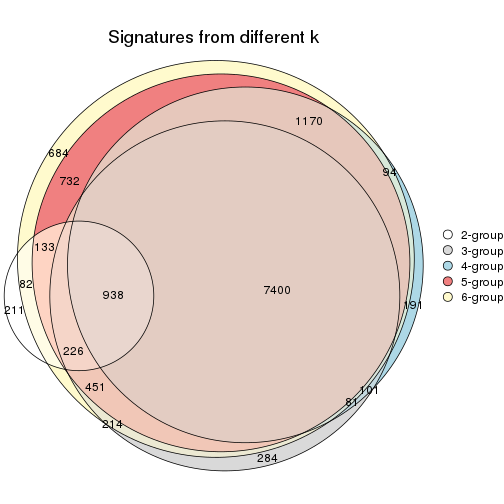 Signatures from different k
1170
684
94
732
133
7400
82
938
211
191
226
451
101
81
214
284
2-group
3-group
4-group
5-group
6-group